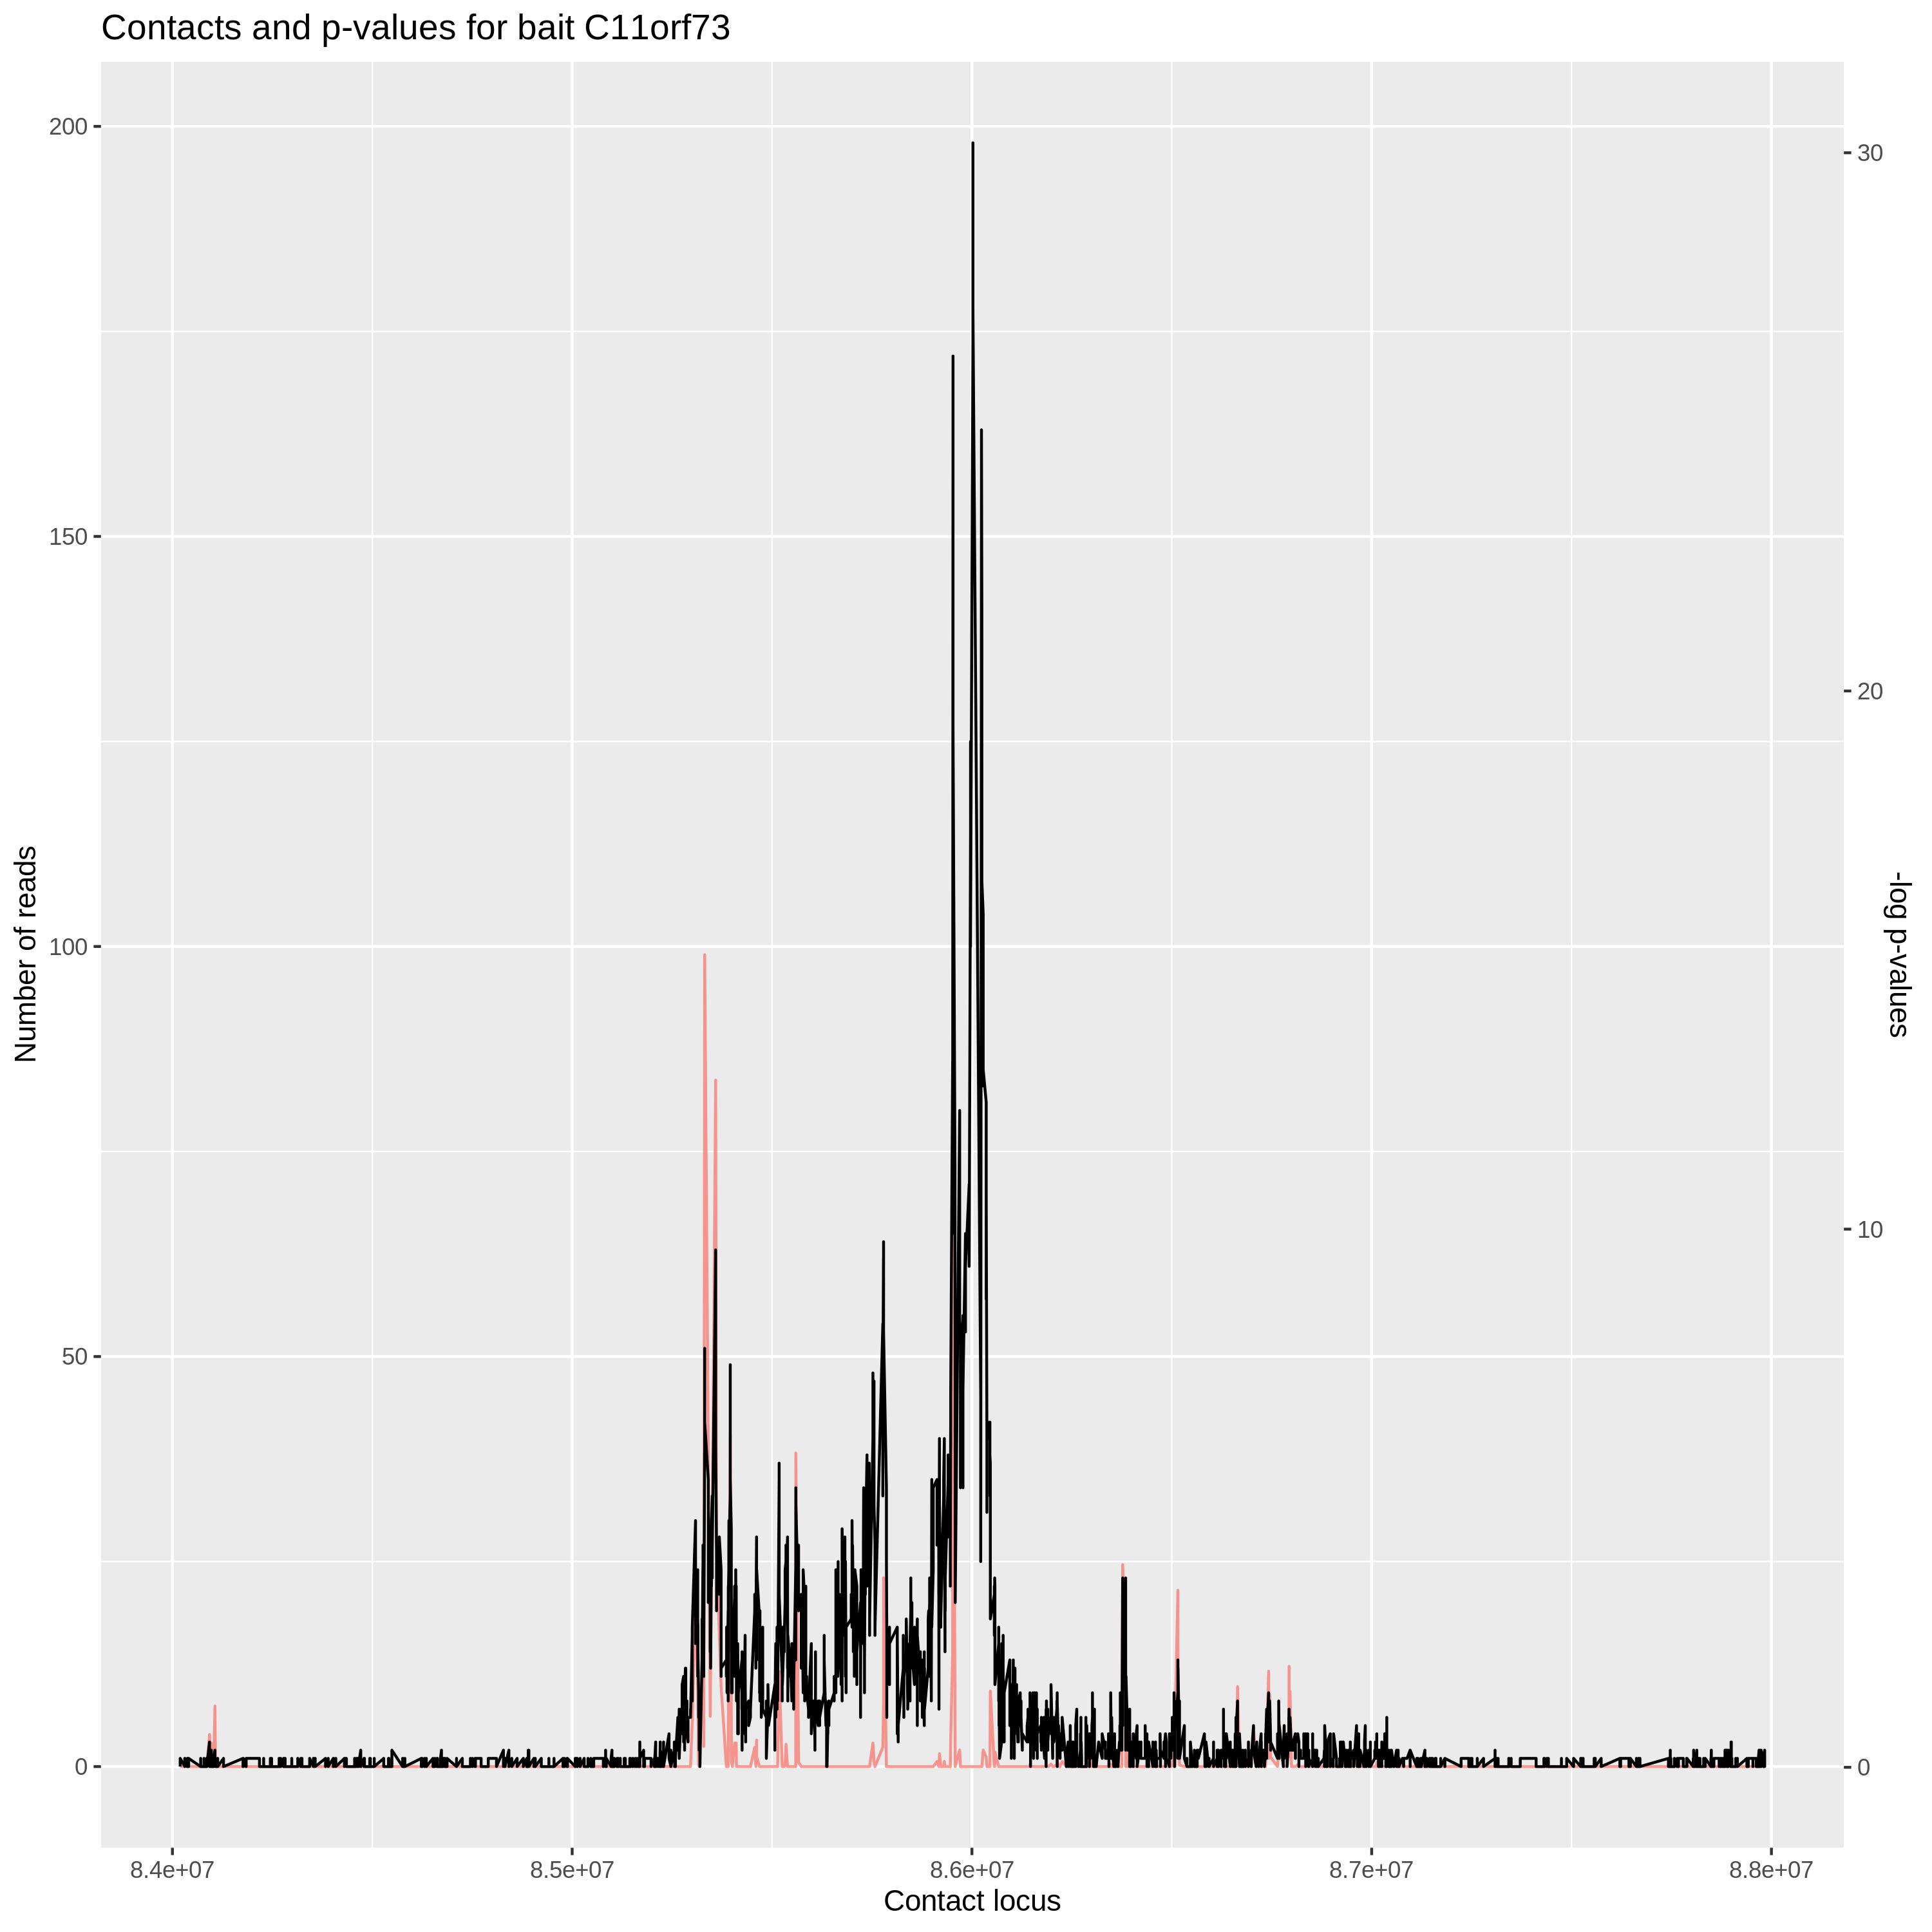 Contacts and p-values for bait C11orf73
200
150
100
50
0
Number of reads
30
20
10
0
-log p-values
8.4e+07 8.5e+07 8.6e+07 8.7e+07 8.8e+07
Contact locus